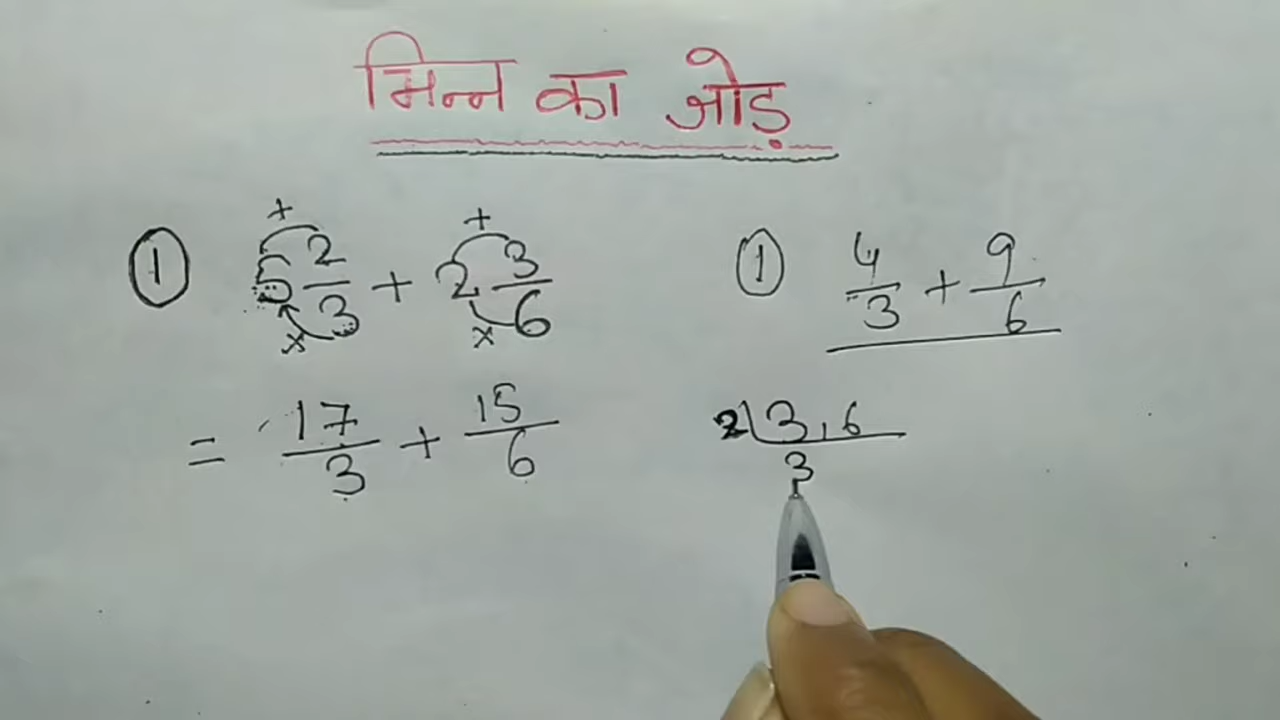 भिन्न का जोड़
① 5 2/3 + 2 3/6
+ +
× ×
= 17/3 + 15/6
① 4/3 + 9/6
2 | 3, 6
3